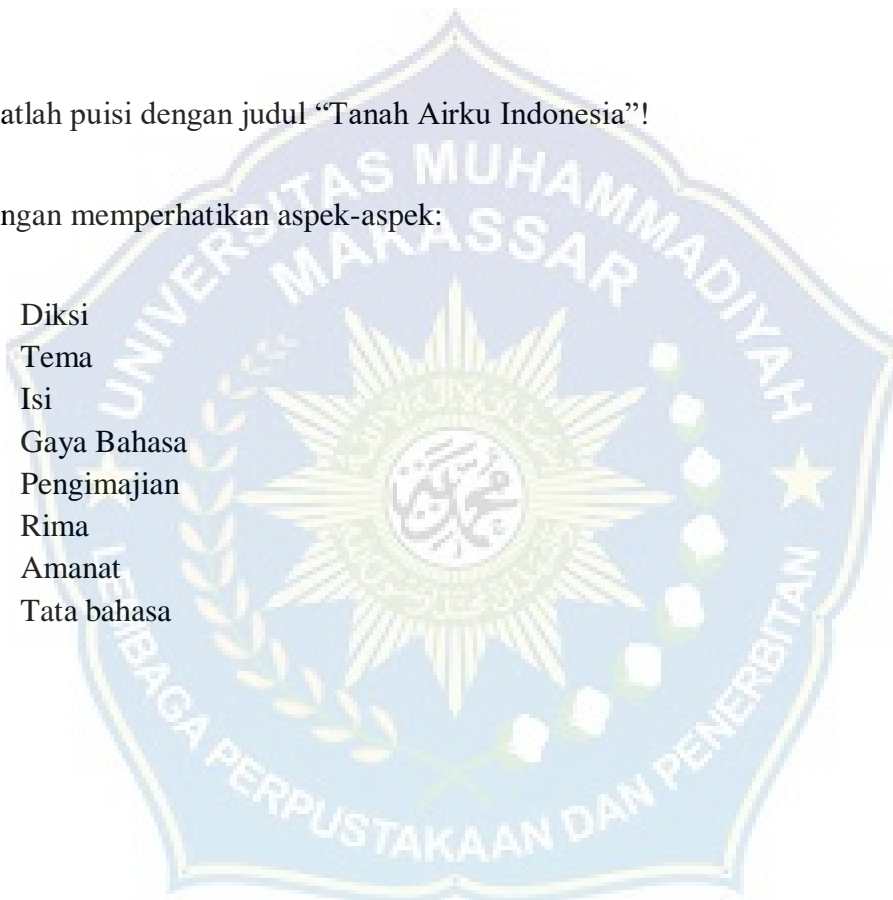 atlah puisi dengan judul “Tanah Airku Indonesia”!
ngan memperhatikan aspek-aspek:
Diksi
Tema
Isi
Gaya Bahasa
Pengimajian
Rima
Amanat
Tata bahasa
UNIVERSITAS MUHAMMADIYAH
MAKASSAR
LEMBAGA PERPUSTAKAAN DAN PENERBITAN